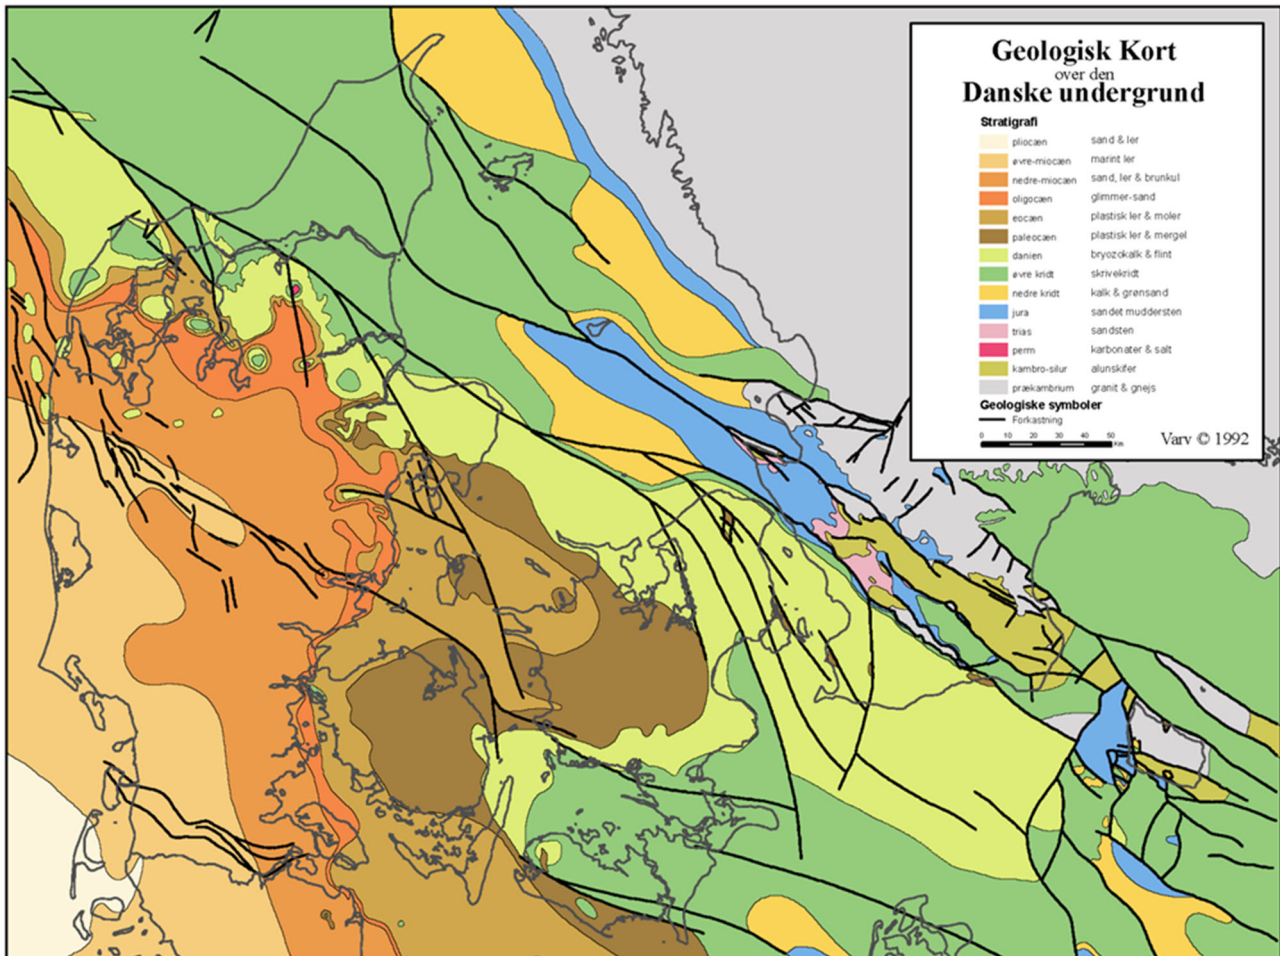 Geologisk Kort
over den
Danske undergrund
Stratigrafi
pliocæn sand & ler
øvre-miocæn marint ler
nedre-miocæn sand, ler & brunkul
oligocæn glimmer-sand
eocæn plastisk ler & moler
paleocæn plastisk ler & mergel
danien bryozokalk & flint
øvre kridt skrivekridt
nedre kridt kalk & grønsand
jura sandet muddersten
trias sandsten
perm karbonater & salt
kambro-silur alunskifer
prækambrium granit & gnejs
Geologiske symboler
Forkastning
0 10 20 30 40 50 Km
Varv © 1992